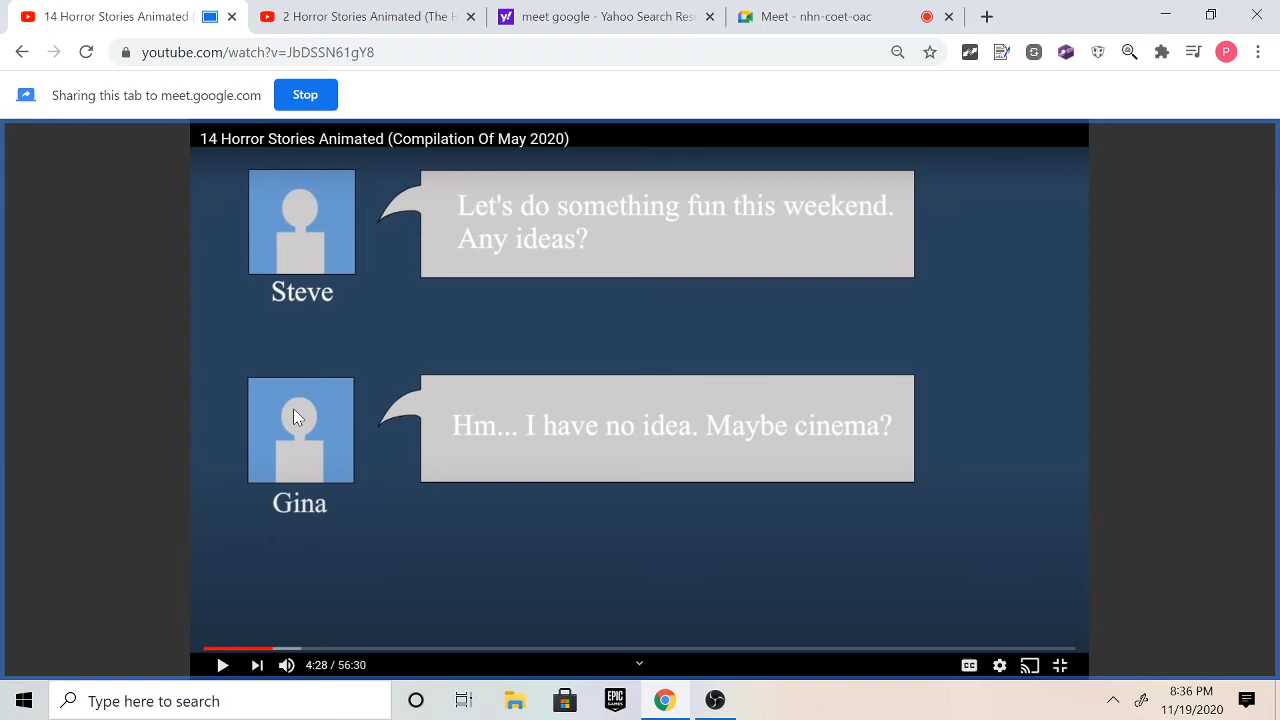 14 Horror Stories Animated (
2 Horror Stories Animated (The
meet google - Yahoo Search Res
Meet - nhn-coet-oac
youtube.com/watch?v=JbDSSN61gY8
P
Sharing this tab to meet.google.com
Stop
14 Horror Stories Animated (Compilation Of May 2020)
Let's do something fun this weekend.
Any ideas?
Steve
Hm... I have no idea. Maybe cinema?
Gina
4:28 / 56:30
CC
Type here to search
EPIC
GAMES
8:36 PM
11/19/2020